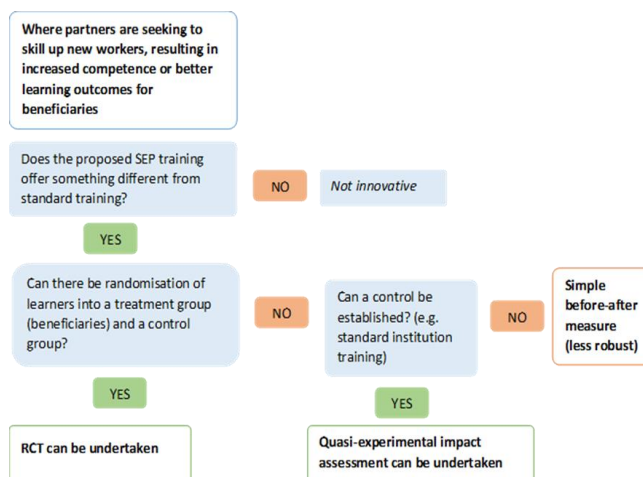 Where partners are seeking to
skill up new workers, resulting in
increased competence or better
learning outcomes for
beneficiaries
Does the proposed SEP training
offer something different from
standard training?
NO
Not innovative
YES
Can there be randomisation of
learners into a treatment group
(beneficiaries) and a control
group?
NO
Can a control be
established? (e.g.
standard institution
training)
NO
Simple
before-after
measure
(less robust)
YES
YES
RCT can be undertaken
Quasi-experimental impact
assessment can be undertaken